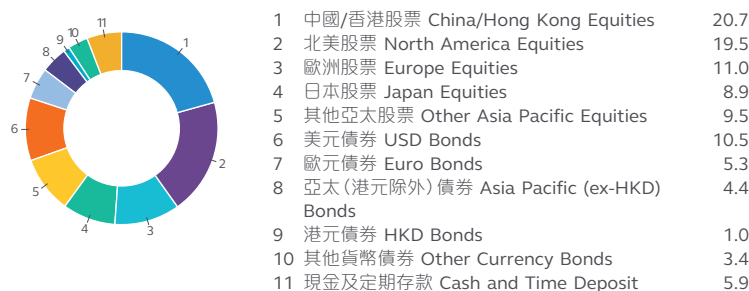 1 中國/香港股票 China/Hong Kong Equities 20.7
2 北美股票 North America Equities 19.5
3 歐洲股票 Europe Equities 11.0
4 日本股票 Japan Equities 8.9
5 其他亞太股票 Other Asia Pacific Equities 9.5
6 美元債券 USD Bonds 10.5
7 歐元債券 Euro Bonds 5.3
8 亞太(港元除外)債券 Asia Pacific (ex-HKD) 4.4
Bonds
9 港元債券 HKD Bonds 1.0
10 其他貨幣債券 Other Currency Bonds 3.4
11 現金及定期存款 Cash and Time Deposit 5.9
1
2
3
4
5
6
7
8
9
10
11